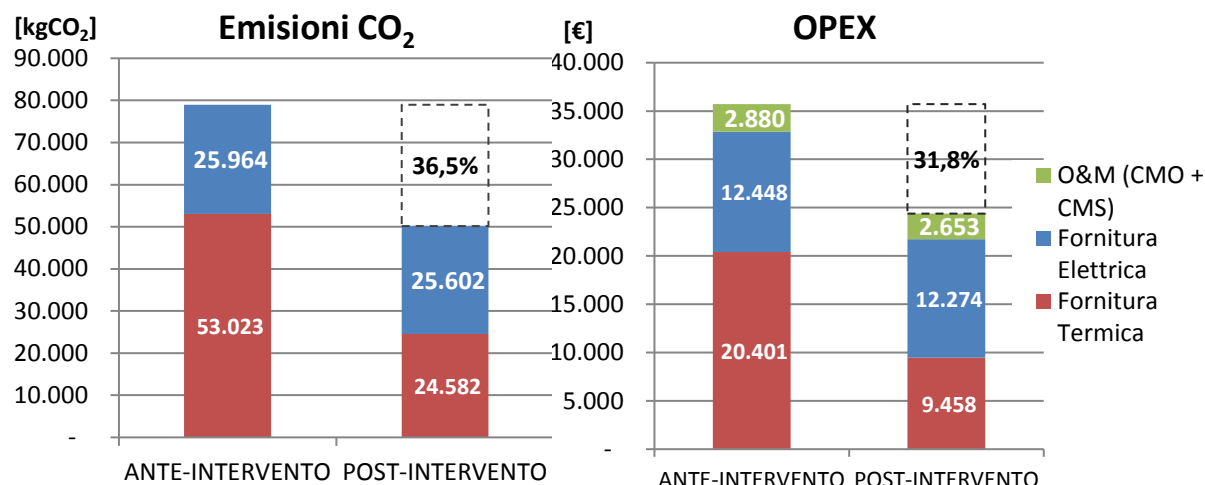 [kgCO₂]
Emisioni CO₂
90.000
80.000
70.000
60.000
50.000
40.000
30.000
20.000
10.000
-
25.964
53.023
36,5%
25.602
24.582
ANTE-INTERVENTO
POST-INTERVENTO
[€]
OPEX
40.000
35.000
30.000
25.000
20.000
15.000
10.000
5.000
-
2.880
12.448
20.401
31,8%
2.653
12.274
9.458
ANTE-INTERVENTO
POST-INTERVENTO
O&M (CMO +
CMS)
Fornitura
Elettrica
Fornitura
Termica